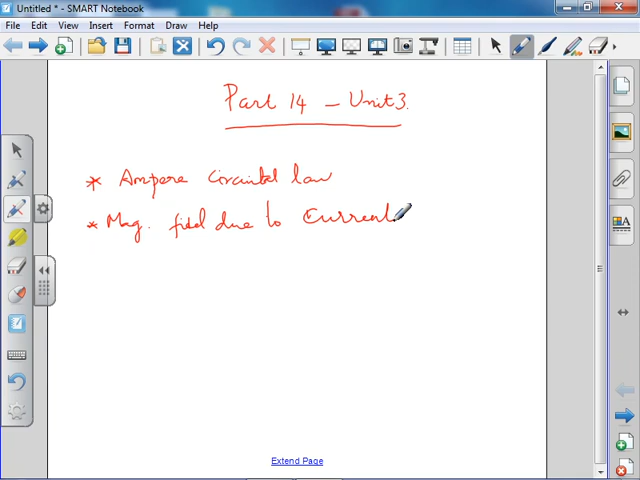 Untitled * - SMART Notebook
File Edit View Insert Format Draw Help
Part 14 - Unit 3.
* Ampere Circuital law
* Mag. field due to Current
Extend Page